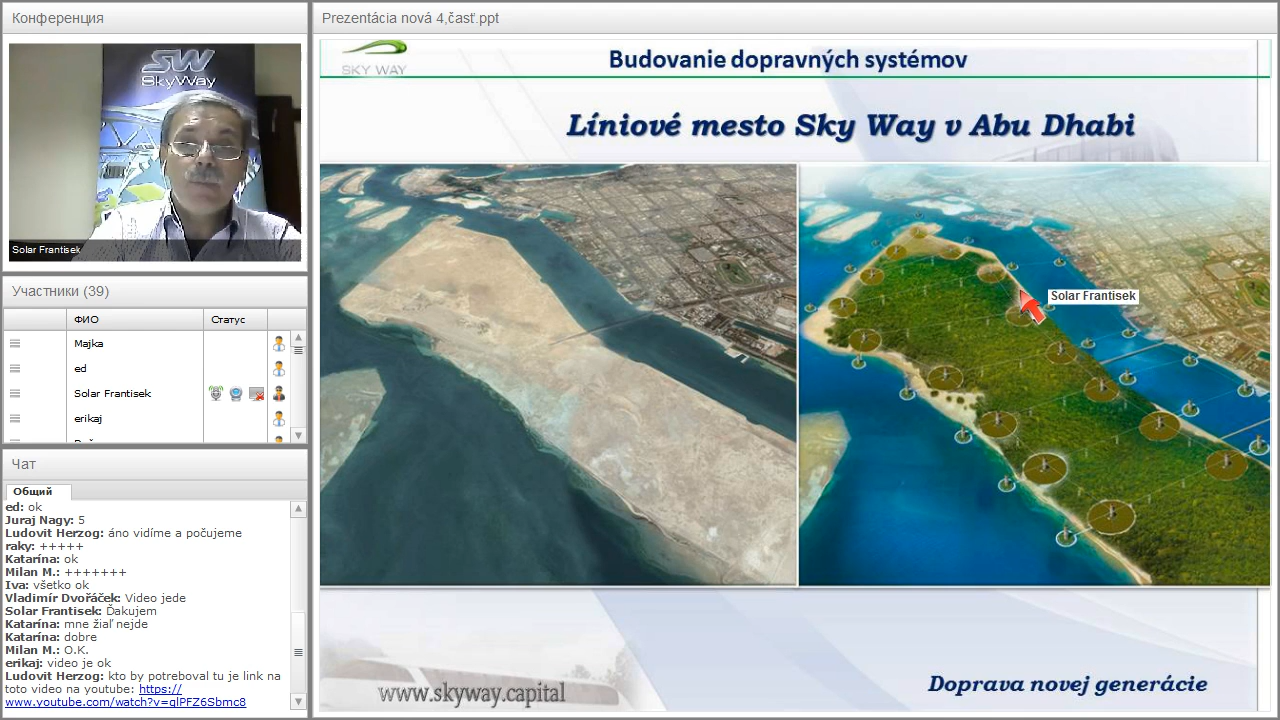 Конференция
SW
SkyWay
Solar Frantisek
Участники (39)
ФИО
Статус
Majka
ed
Solar Frantisek
erikaj
Чат
Общий
ed: ok
Juraj Nagy: 5
Ludovit Herzog: áno vidíme a počujeme
raky: +++++
Katarína: ok
Milan M.: +++++++
Iva: všetko ok
Vladimír Dvořáček: Video jede
Solar Frantisek: Ďakujem
Katarína: mne žiaľ nejde
Katarína: dobre
Milan M.: O.K.
erikaj: video je ok
Ludovit Herzog: kto by potreboval tu je link na
toto video na youtube: https://
www.youtube.com/watch?v=qlPFZ6Sbmc8
Prezentácia nová 4,časť.ppt
SKY WAY
Budovanie dopravných systémov
Líniové mesto Sky Way v Abu Dhabi
Solar Frantisek
www.skyway.capital
Doprava novej generácie